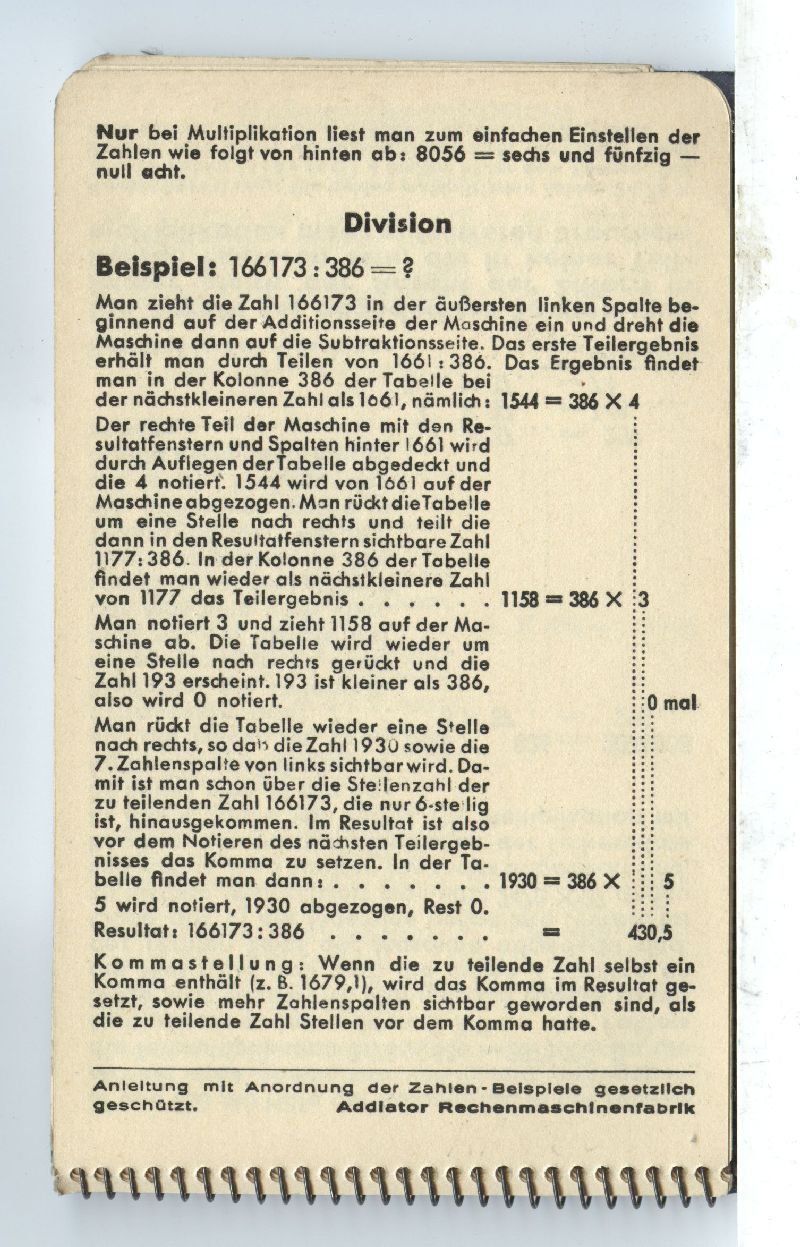 Nur bei Multiplikation liest man zum einfachen Einstellen der
Zahlen wie folgt von hinten ab: 8056 = sechs und fünfzig —
null acht.
Division
Beispiel: 166173 : 386 = ?
Man zieht die Zahl 166173 in der äußersten linken Spalte be-
ginnend auf der Additionsseite der Maschine ein und dreht die
Maschine dann auf die Subtraktionsseite. Das erste Teilergebnis
erhält man durch Teilen von 1661 : 386. Das Ergebnis findet
man in der Kolonne 386 der Tabelle bei
der nächstkleineren Zahl als 1661, nämlich: 1544 = 386 X 4
Der rechte Teil der Maschine mit den Re-
sultatfenstern und Spalten hinter 1661 wird
durch Auflegen der Tabelle abgedeckt und
die 4 notiert. 1544 wird von 1661 auf der
Maschine abgezogen. Man rückt die Tabelle
um eine Stelle nach rechts und teilt die
dann in den Resultatfenstern sichtbare Zahl
1177 : 386. In der Kolonne 386 der Tabelle
findet man wieder als nächstkleinere Zahl
von 1177 das Teilergebnis . . . . . . 1158 = 386 X 3
Man notiert 3 und zieht 1158 auf der Ma-
schine ab. Die Tabelle wird wieder um
eine Stelle nach rechts gerückt und die
Zahl 193 erscheint. 193 ist kleiner als 386,
also wird 0 notiert. 0 mal
Man rückt die Tabelle wieder eine Stelle
nach rechts, so daß die Zahl 1930 sowie die
7. Zahlenspalte von links sichtbar wird. Da-
mit ist man schon über die Stellenzahl der
zu teilenden Zahl 166173, die nur 6-stellig
ist, hinausgekommen. Im Resultat ist also
vor dem Notieren des nächsten Teilergeb-
nisses das Komma zu setzen. In der Ta-
belle findet man dann: . . . . . . . 1930 = 386 X 5
5 wird notiert, 1930 abgezogen, Rest 0.
Resultat: 166173 : 386 . . . . . . . = 430,5
Kommastellung: Wenn die zu teilende Zahl selbst ein
Komma enthält (z. B. 1679,1), wird das Komma im Resultat ge-
setzt, sowie mehr Zahlenspalten sichtbar geworden sind, als
die zu teilende Zahl Stellen vor dem Komma hatte.
Anleitung mit Anordnung der Zahlen-Beispiele gesetzlich
geschützt. Addiator Rechenmaschinenfabrik